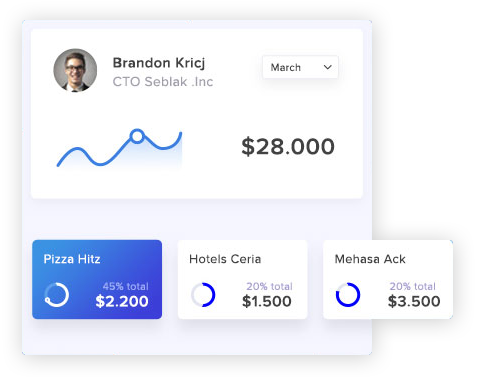 Brandon Kricj
CTO Seblak .Inc
March
$28.000
Pizza Hitz
45% total
$2.200
Hotels Ceria
20% total
$1.500
Mehasa Ack
20% total
$3.500